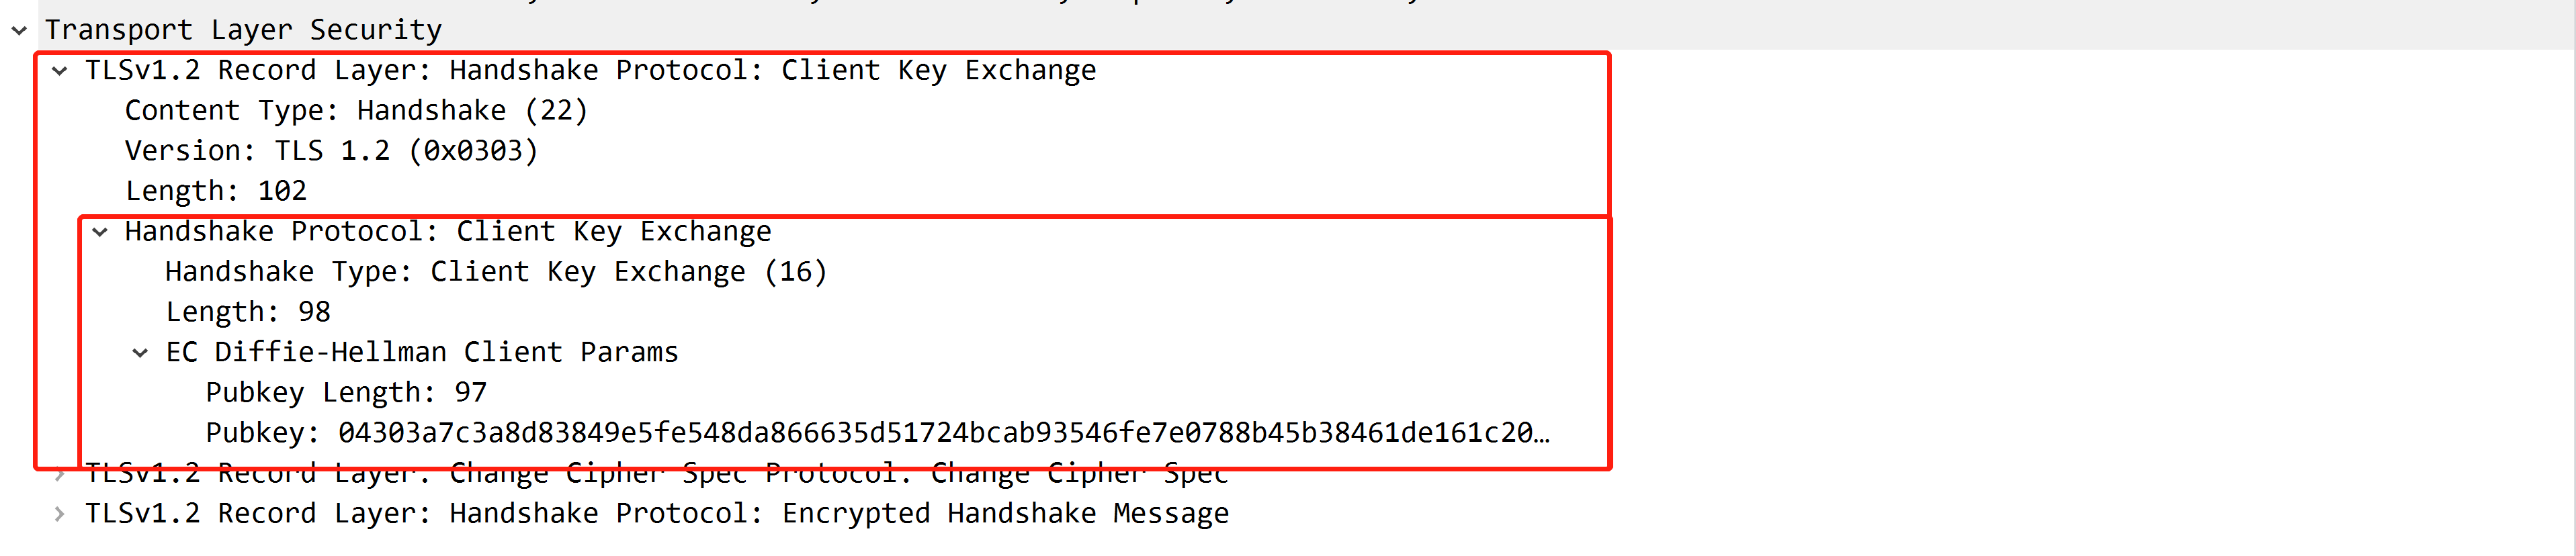 Transport Layer Security
TLSv1.2 Record Layer: Handshake Protocol: Client Key Exchange
Content Type: Handshake (22)
Version: TLS 1.2 (0x0303)
Length: 102
Handshake Protocol: Client Key Exchange
Handshake Type: Client Key Exchange (16)
Length: 98
EC Diffie-Hellman Client Params
Pubkey Length: 97
Pubkey: 04303a7c3a8d83849e5fe548da866635d51724bcab93546fe7e0788b45b38461de161c20…
TLSv1.2 Record Layer: Change Cipher Spec Protocol: Change Cipher Spec
TLSv1.2 Record Layer: Handshake Protocol: Encrypted Handshake Message